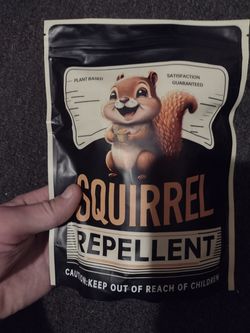 PLANT BASED
SATISFACTION
GUARANTEED
SQUIRREL
REPELLENT
CAUTION: KEEP OUT OF REACH OF CHILDREN